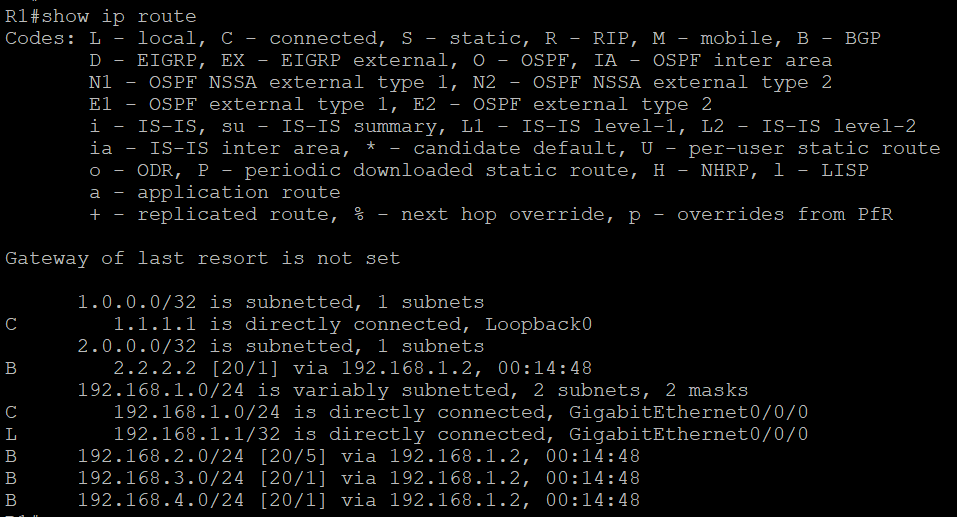 R1#show ip route
Codes: L - local, C - connected, S - static, R - RIP, M - mobile, B - BGP
       D - EIGRP, EX - EIGRP external, O - OSPF, IA - OSPF inter area
       N1 - OSPF NSSA external type 1, N2 - OSPF NSSA external type 2
       E1 - OSPF external type 1, E2 - OSPF external type 2
       i - IS-IS, su - IS-IS summary, L1 - IS-IS level-1, L2 - IS-IS level-2
       ia - IS-IS inter area, * - candidate default, U - per-user static route
       o - ODR, P - periodic downloaded static route, H - NHRP, l - LISP
       a - application route
       + - replicated route, % - next hop override, p - overrides from PfR
Gateway of last resort is not set
      1.0.0.0/32 is subnetted, 1 subnets
C        1.1.1.1 is directly connected, Loopback0
      2.0.0.0/32 is subnetted, 1 subnets
B        2.2.2.2 [20/1] via 192.168.1.2, 00:14:48
      192.168.1.0/24 is variably subnetted, 2 subnets, 2 masks
C        192.168.1.0/24 is directly connected, GigabitEthernet0/0/0
L        192.168.1.1/32 is directly connected, GigabitEthernet0/0/0
B     192.168.2.0/24 [20/5] via 192.168.1.2, 00:14:48
B     192.168.3.0/24 [20/1] via 192.168.1.2, 00:14:48
B     192.168.4.0/24 [20/1] via 192.168.1.2, 00:14:48
R1#